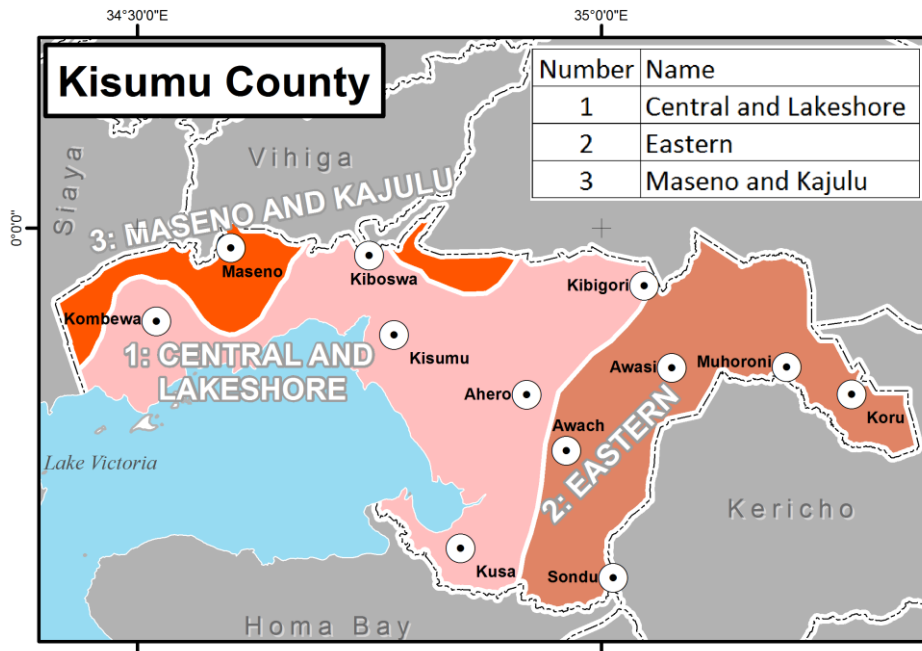 34°30'0"E
35°0'0"E
Kisumu County
Number Name
1 Central and Lakeshore
2 Eastern
3 Maseno and Kajulu
Siaya
Vihiga
0°0'0"
3: MASENO AND KAJULU
Maseno
Kiboswa
Kibigori
Kombewa
Kisumu
1: CENTRAL AND
LAKESHORE
Awasi
Muhoroni
Ahero
Koru
Awach
2: EASTERN
Lake Victoria
Kericho
Kusa
Sondu
Homa Bay